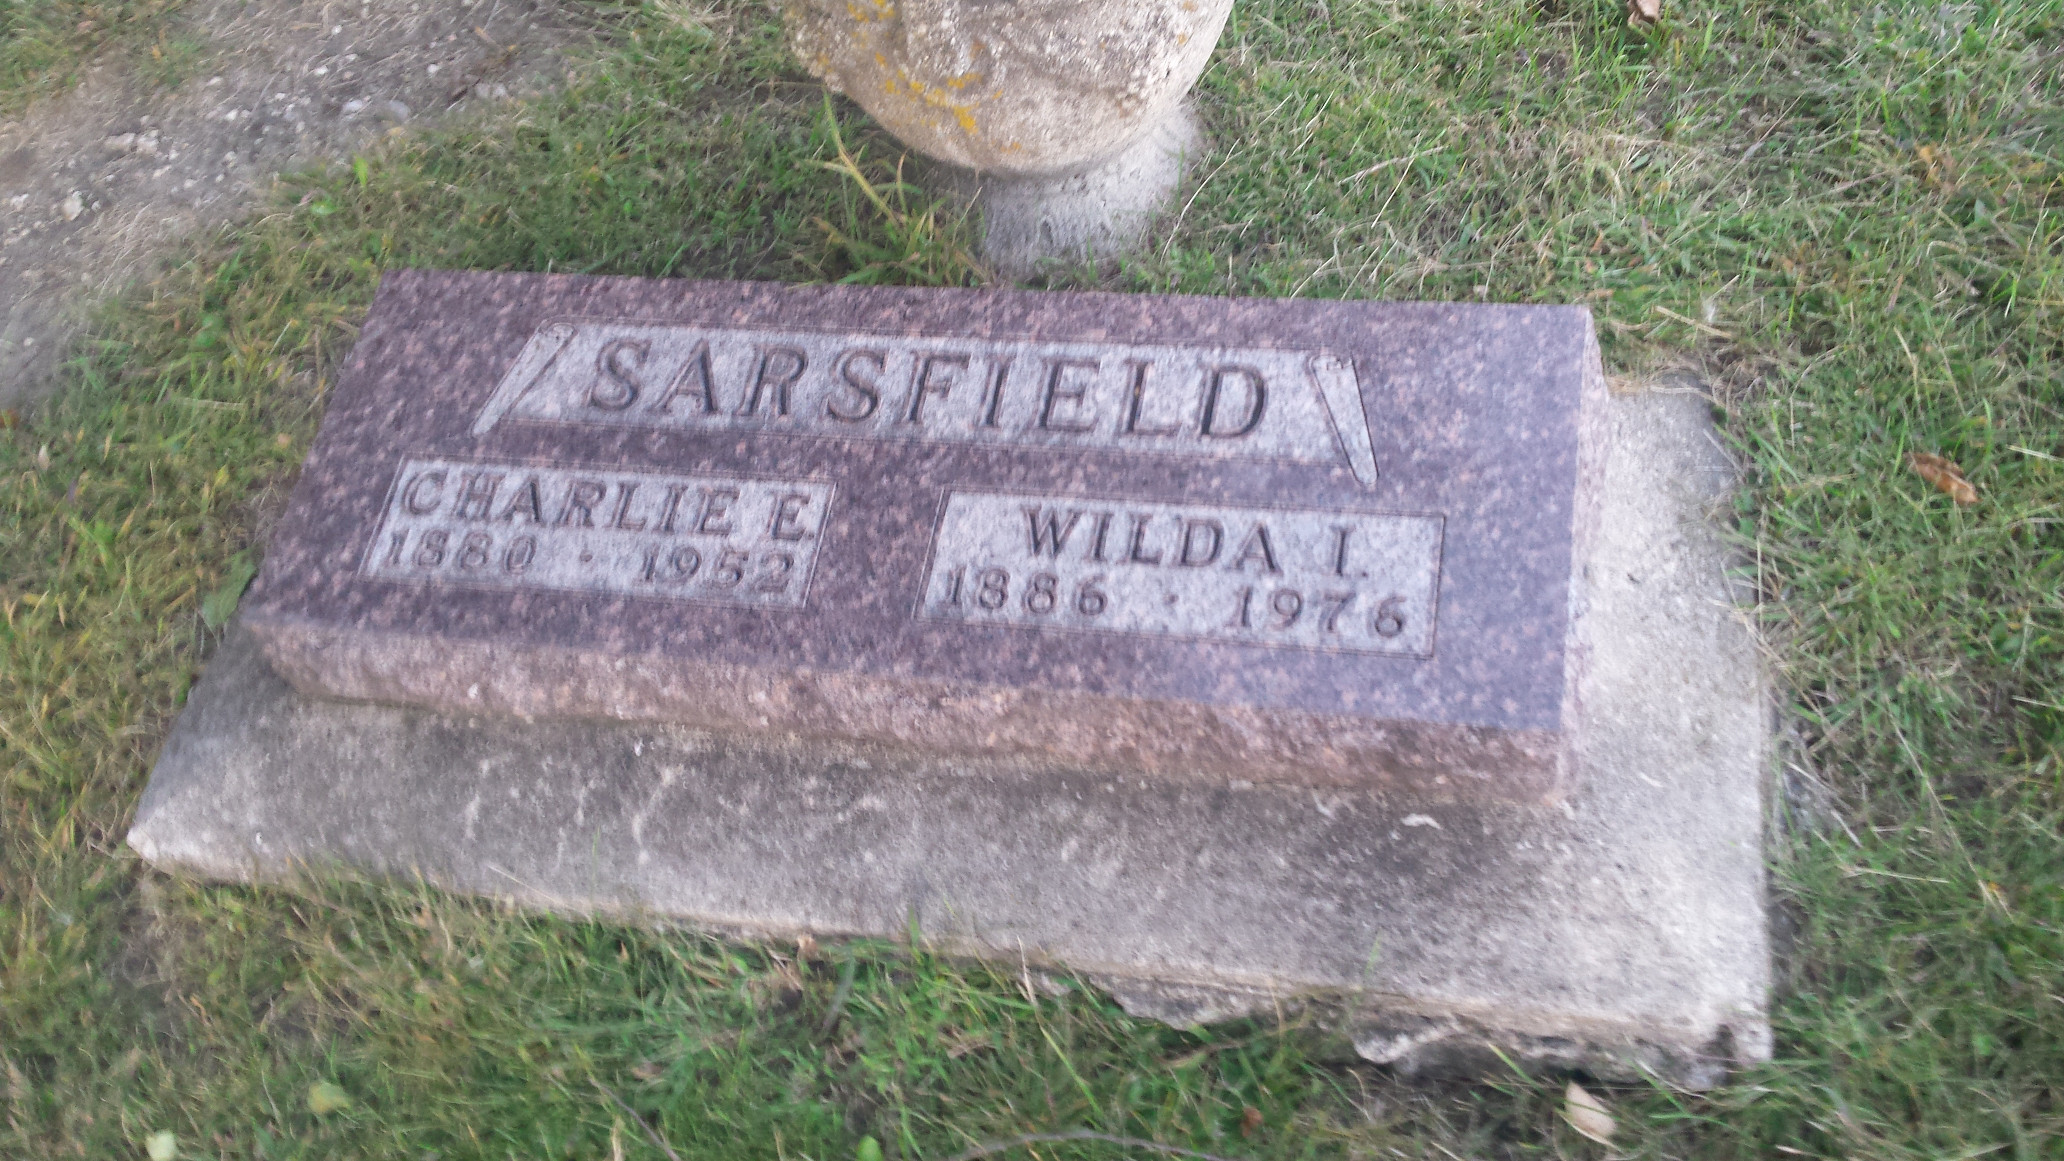 SARSFIELD
CHARLIE E.
1880 · 1952
WILDA I.
1886 · 1976